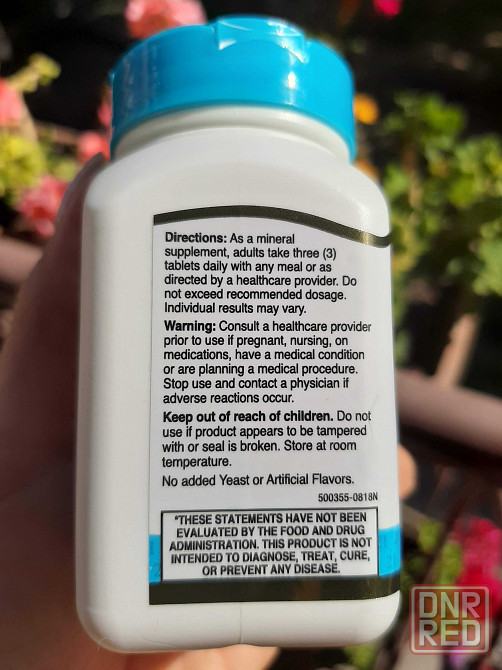 Directions: As a mineral
supplement, adults take three (3)
tablets daily with any meal or as
directed by a healthcare provider. Do
not exceed recommended dosage.
Individual results may vary.
Warning: Consult a healthcare provider
prior to use if pregnant, nursing, on
medications, have a medical condition
or are planning a medical procedure.
Stop use and contact a physician if
adverse reactions occur.
Keep out of reach of children. Do not
use if product appears to be tampered
with or seal is broken. Store at room
temperature.
No added Yeast or Artificial Flavors.
500355-0818N
*THESE STATEMENTS HAVE NOT BEEN
EVALUATED BY THE FOOD AND DRUG
ADMINISTRATION. THIS PRODUCT IS NOT
INTENDED TO DIAGNOSE, TREAT, CURE,
OR PREVENT ANY DISEASE.
DNR
RED